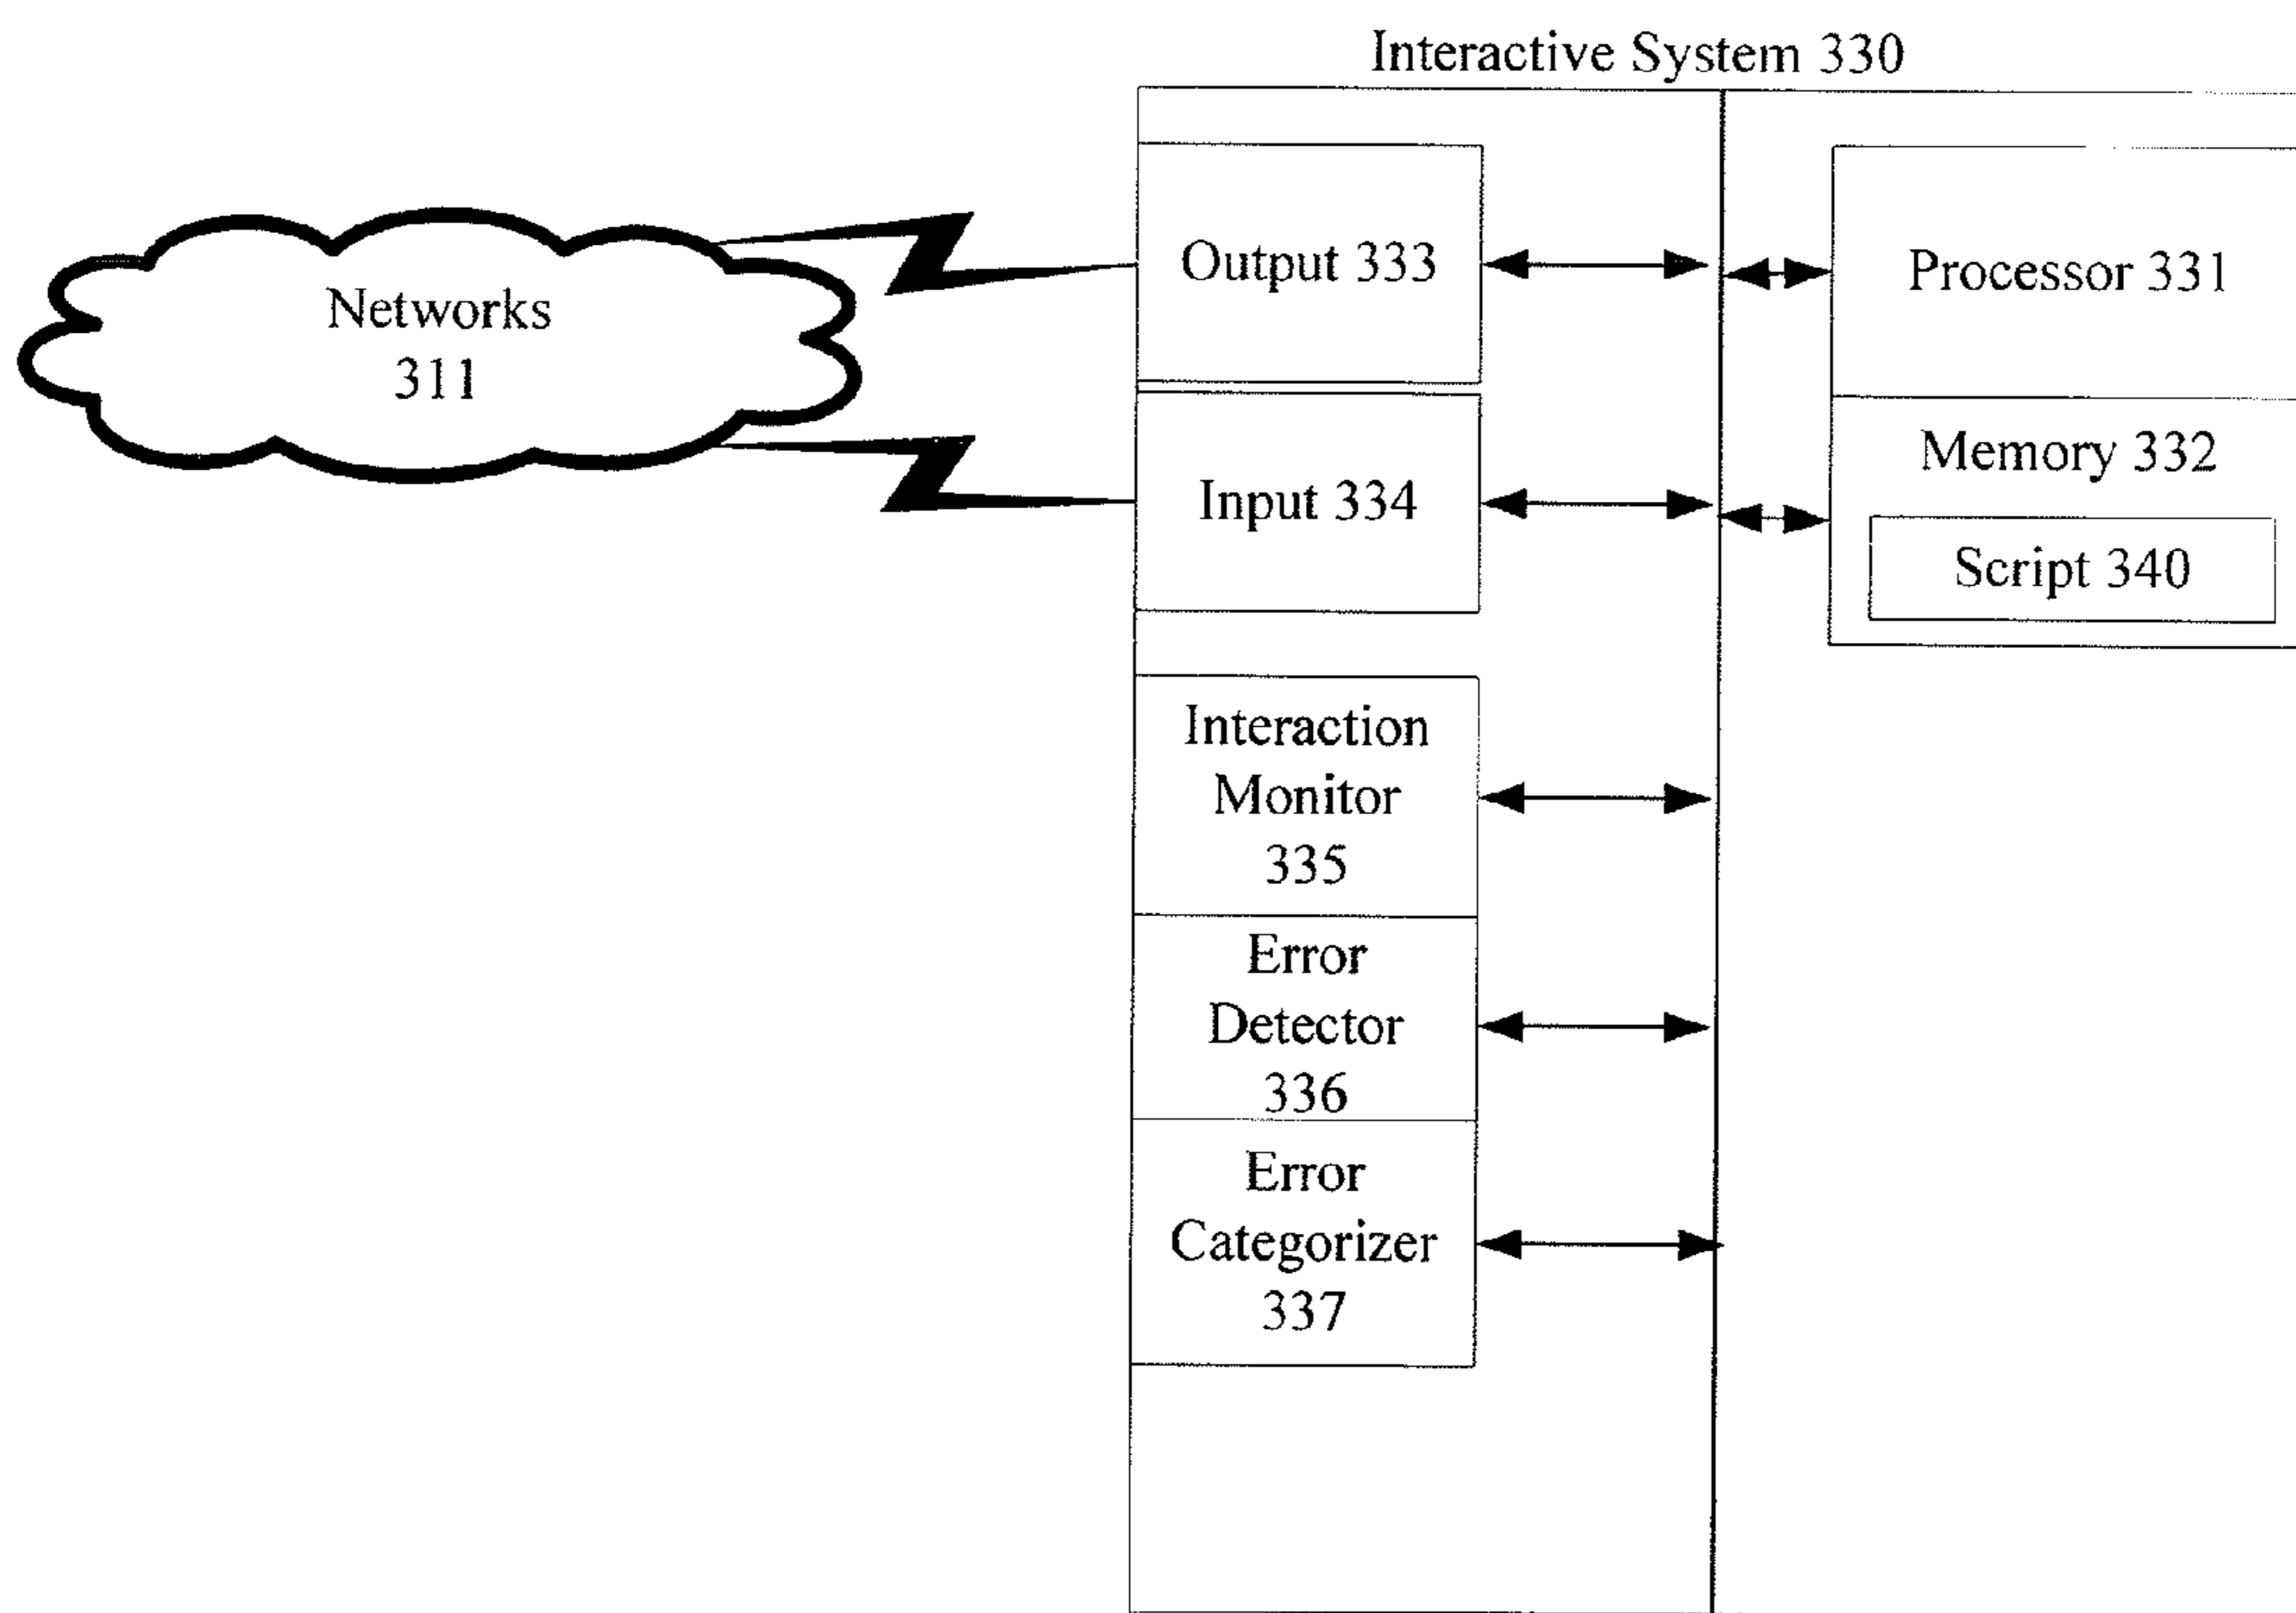 Interactive System 330
Networks
311
Output 333
Processor 331
Input 334
Memory 332
Script 340
Interaction
Monitor
335
Error
Detector
336
Error
Categorizer
337